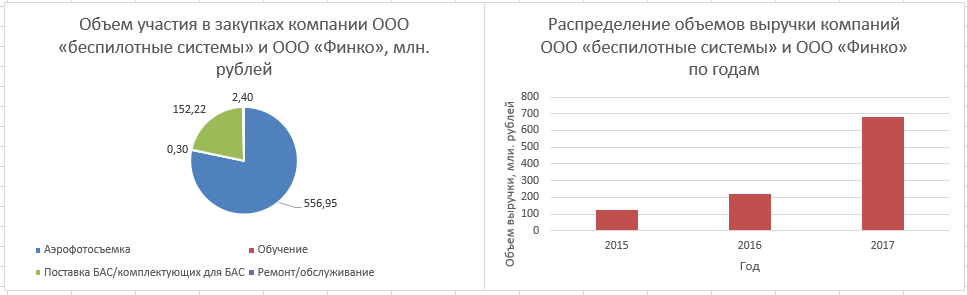 Объем участия в закупках компании ООО
«беспилотные системы» и ООО «Финко», млн.
рублей
2,40
152,22
0,30
556,95
Аэрофотосъемка
Обучение
Поставка БАС/комплектующих для БАС
Ремонт/обслуживание
Распределение объемов выручки компаний
ООО «беспилотные системы» и ООО «Финко»
по годам
Объем выручки, млн. рублей
800
700
600
500
400
300
200
100
0
2015
2016
2017
Год